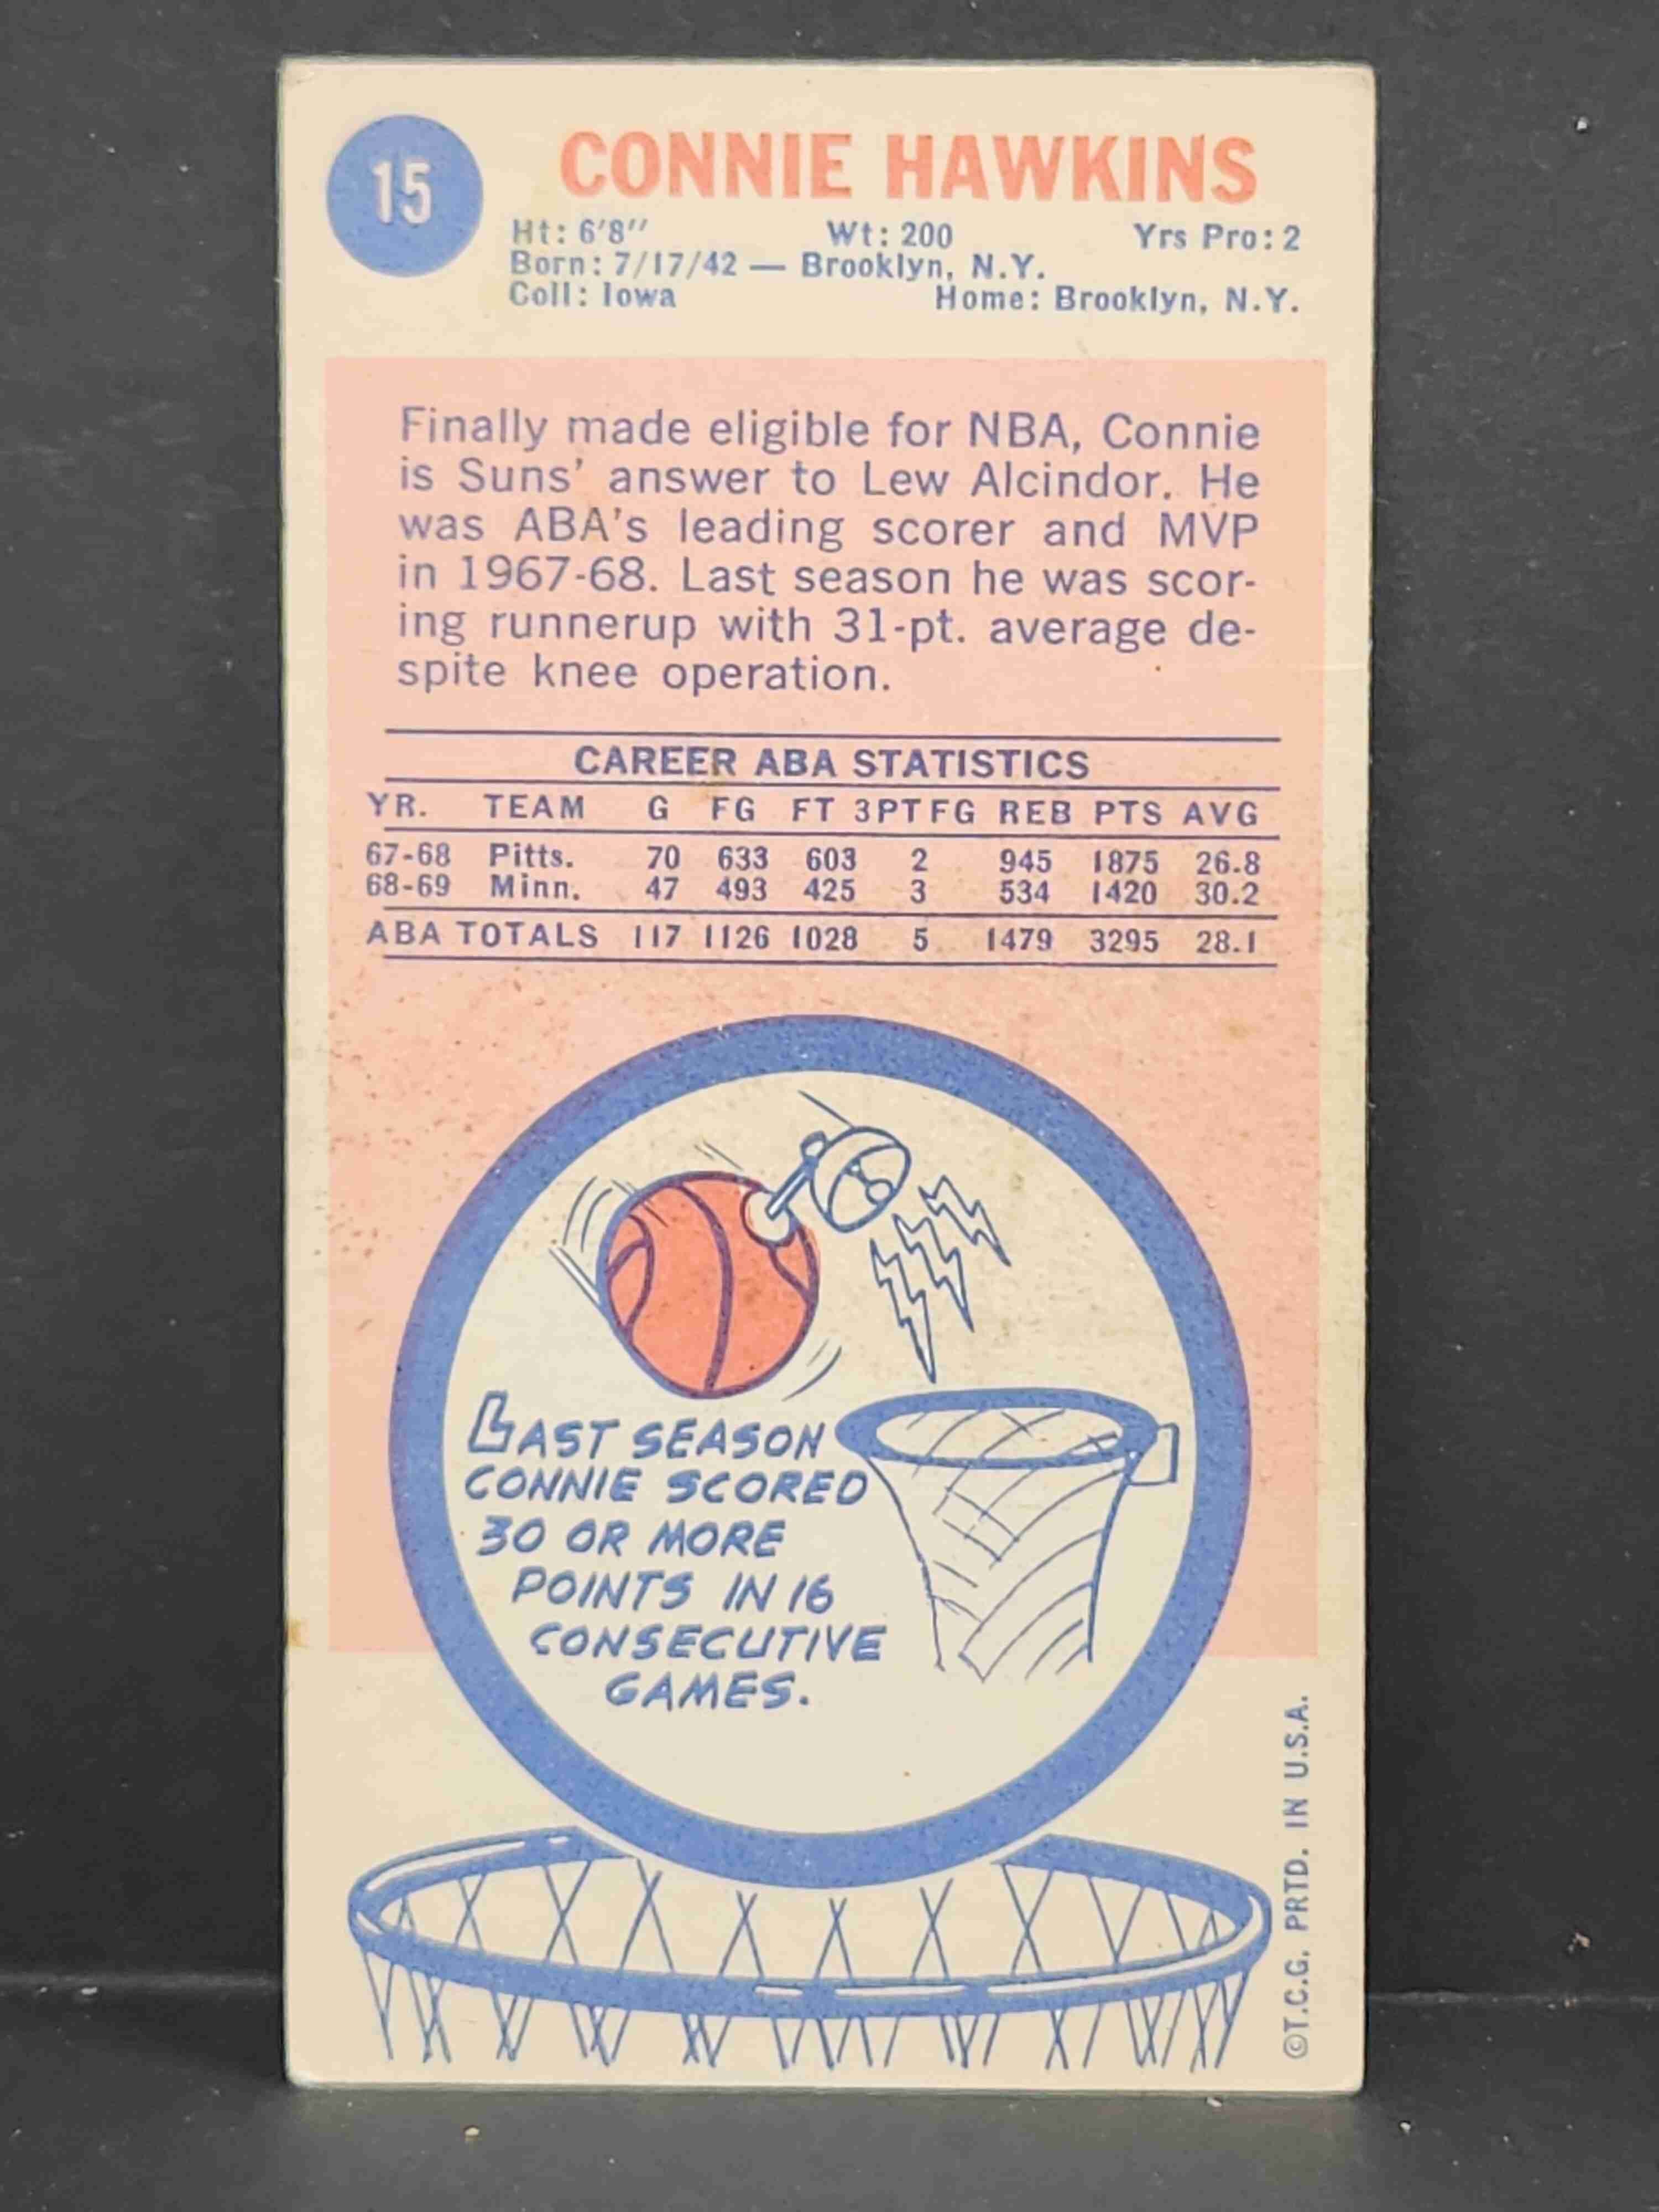 15
CONNIE HAWKINS
Ht: 6'8" Wt: 200 Yrs Pro: 2
Born: 7/17/42 — Brooklyn, N.Y.
Coll: Iowa Home: Brooklyn, N.Y.
Finally made eligible for NBA, Connie
is Suns' answer to Lew Alcindor. He
was ABA's leading scorer and MVP
in 1967-68. Last season he was scor-
ing runnerup with 31-pt. average de-
spite knee operation.
CAREER ABA STATISTICS
YR. TEAM G FG FT 3PT FG REB PTS AVG
67-68 Pitts. 70 633 603 2 945 1875 26.8
68-69 Minn. 47 493 425 3 534 1420 30.2
ABA TOTALS 117 1126 1028 5 1479 3295 28.1
LAST SEASON
CONNIE SCORED
30 OR MORE
POINTS IN 16
CONSECUTIVE
GAMES.
©T.C.G. PRTD. IN U.S.A.